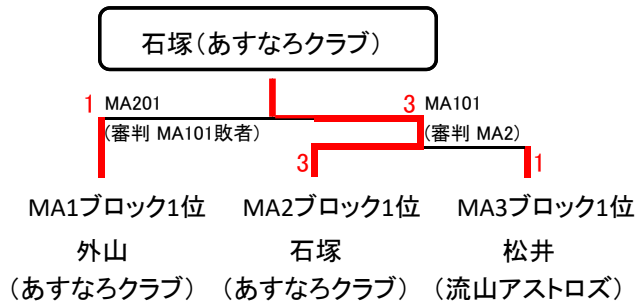 石塚(あすなろクラブ)
1 MA201 3 MA101
(審判 MA101敗者) (審判 MA2)
3 1
MA1ブロック1位 MA2ブロック1位 MA3ブロック1位
外山 石塚 松井
(あすなろクラブ) (あすなろクラブ) (流山アストロズ)